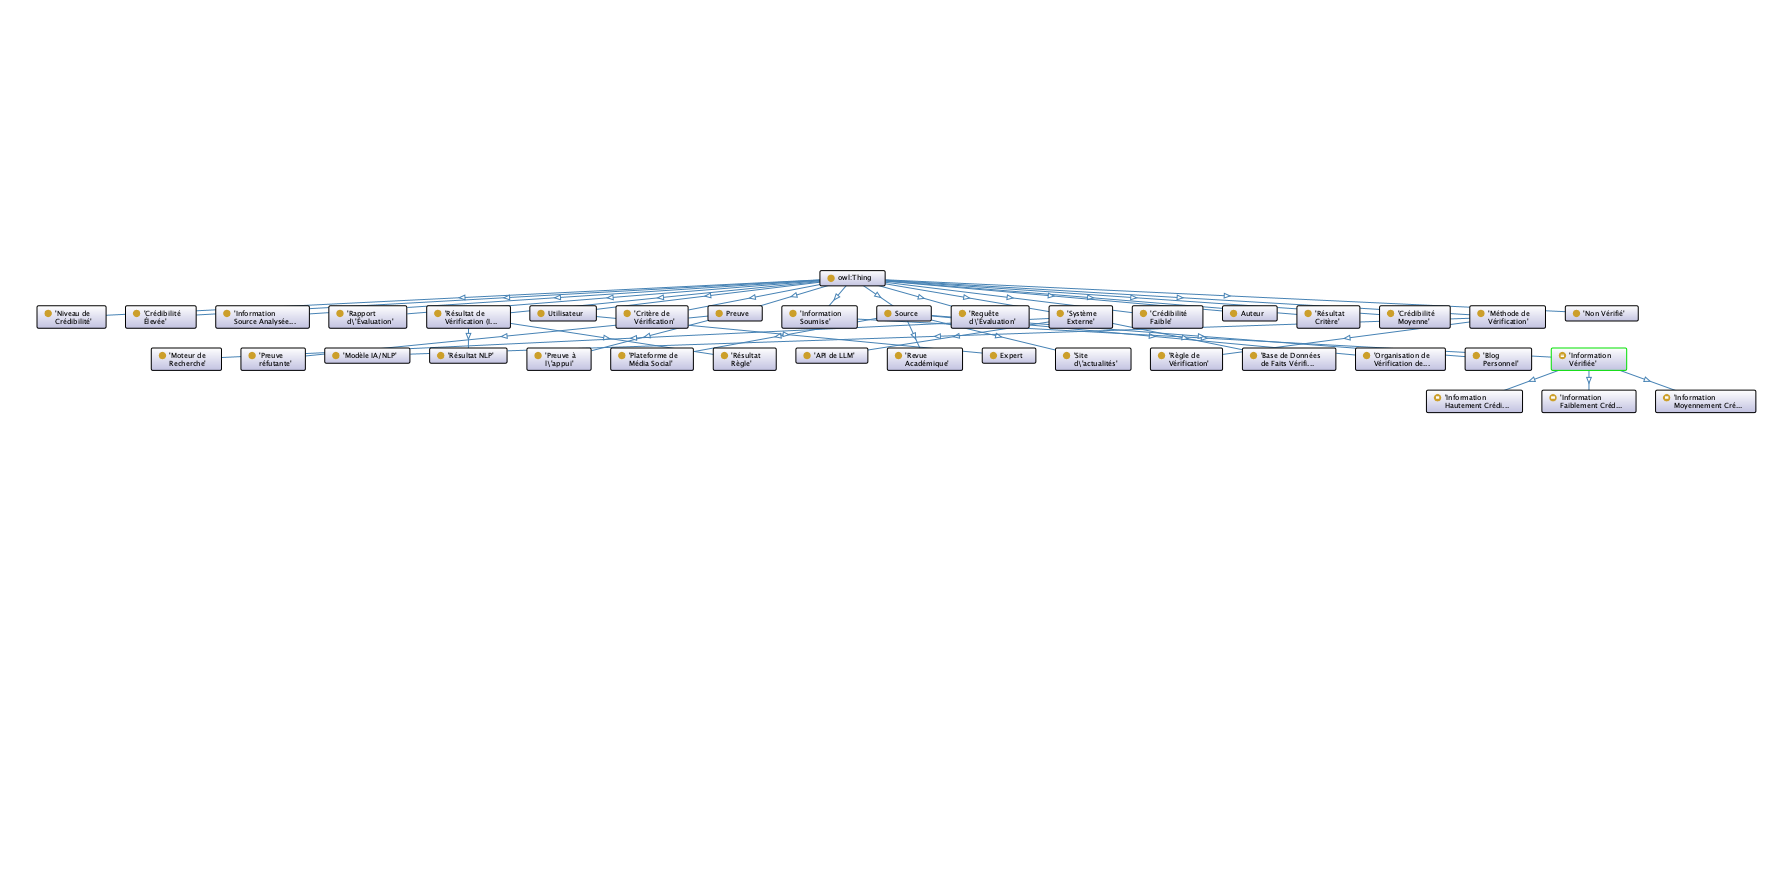 owl:Thing
'Niveau de
Crédibilité'
'Crédibilité
Élevée'
'Information
Source Analysée...
'Rapport
d\'Évaluation'
'Résultat de
Vérification (I...
Utilisateur
'Critère de
Vérification'
Preuve
'Information
Soumise'
Source
'Requête
d\'Évaluation'
'Système
Externe'
'Crédibilité
Faible'
Auteur
'Résultat
Critère'
'Crédibilité
Moyenne'
'Méthode de
Vérification'
'Non Vérifié'
'Moteur de
Recherche'
'Preuve
réfutante'
'Modèle IA/NLP'
'Résultat NLP'
'Preuve à
l\'appui'
'Plateforme de
Média Social'
'Résultat
Règle'
'API de LLM'
'Revue
Académique'
Expert
'Site
d\'actualités'
'Règle de
Vérification'
'Base de Données
de Faits Vérifi...
'Organisation de
Vérification de...
'Blog
Personnel'
'Information
Vérifiée'
'Information
Hautement Crédi...
'Information
Faiblement Créd...
'Information
Moyennement Cré...